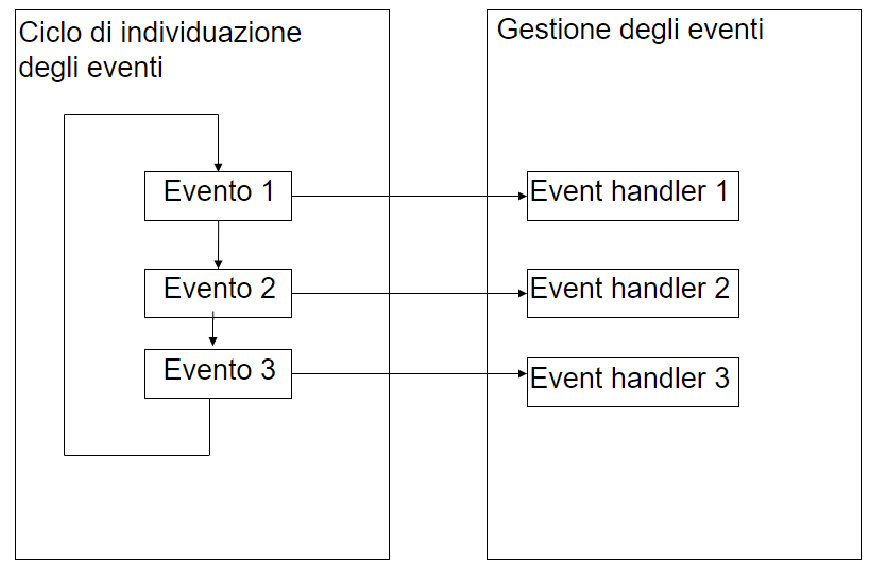 Ciclo di individuazione
degli eventi
Gestione degli eventi
Evento 1
Event handler 1
Evento 2
Event handler 2
Evento 3
Event handler 3